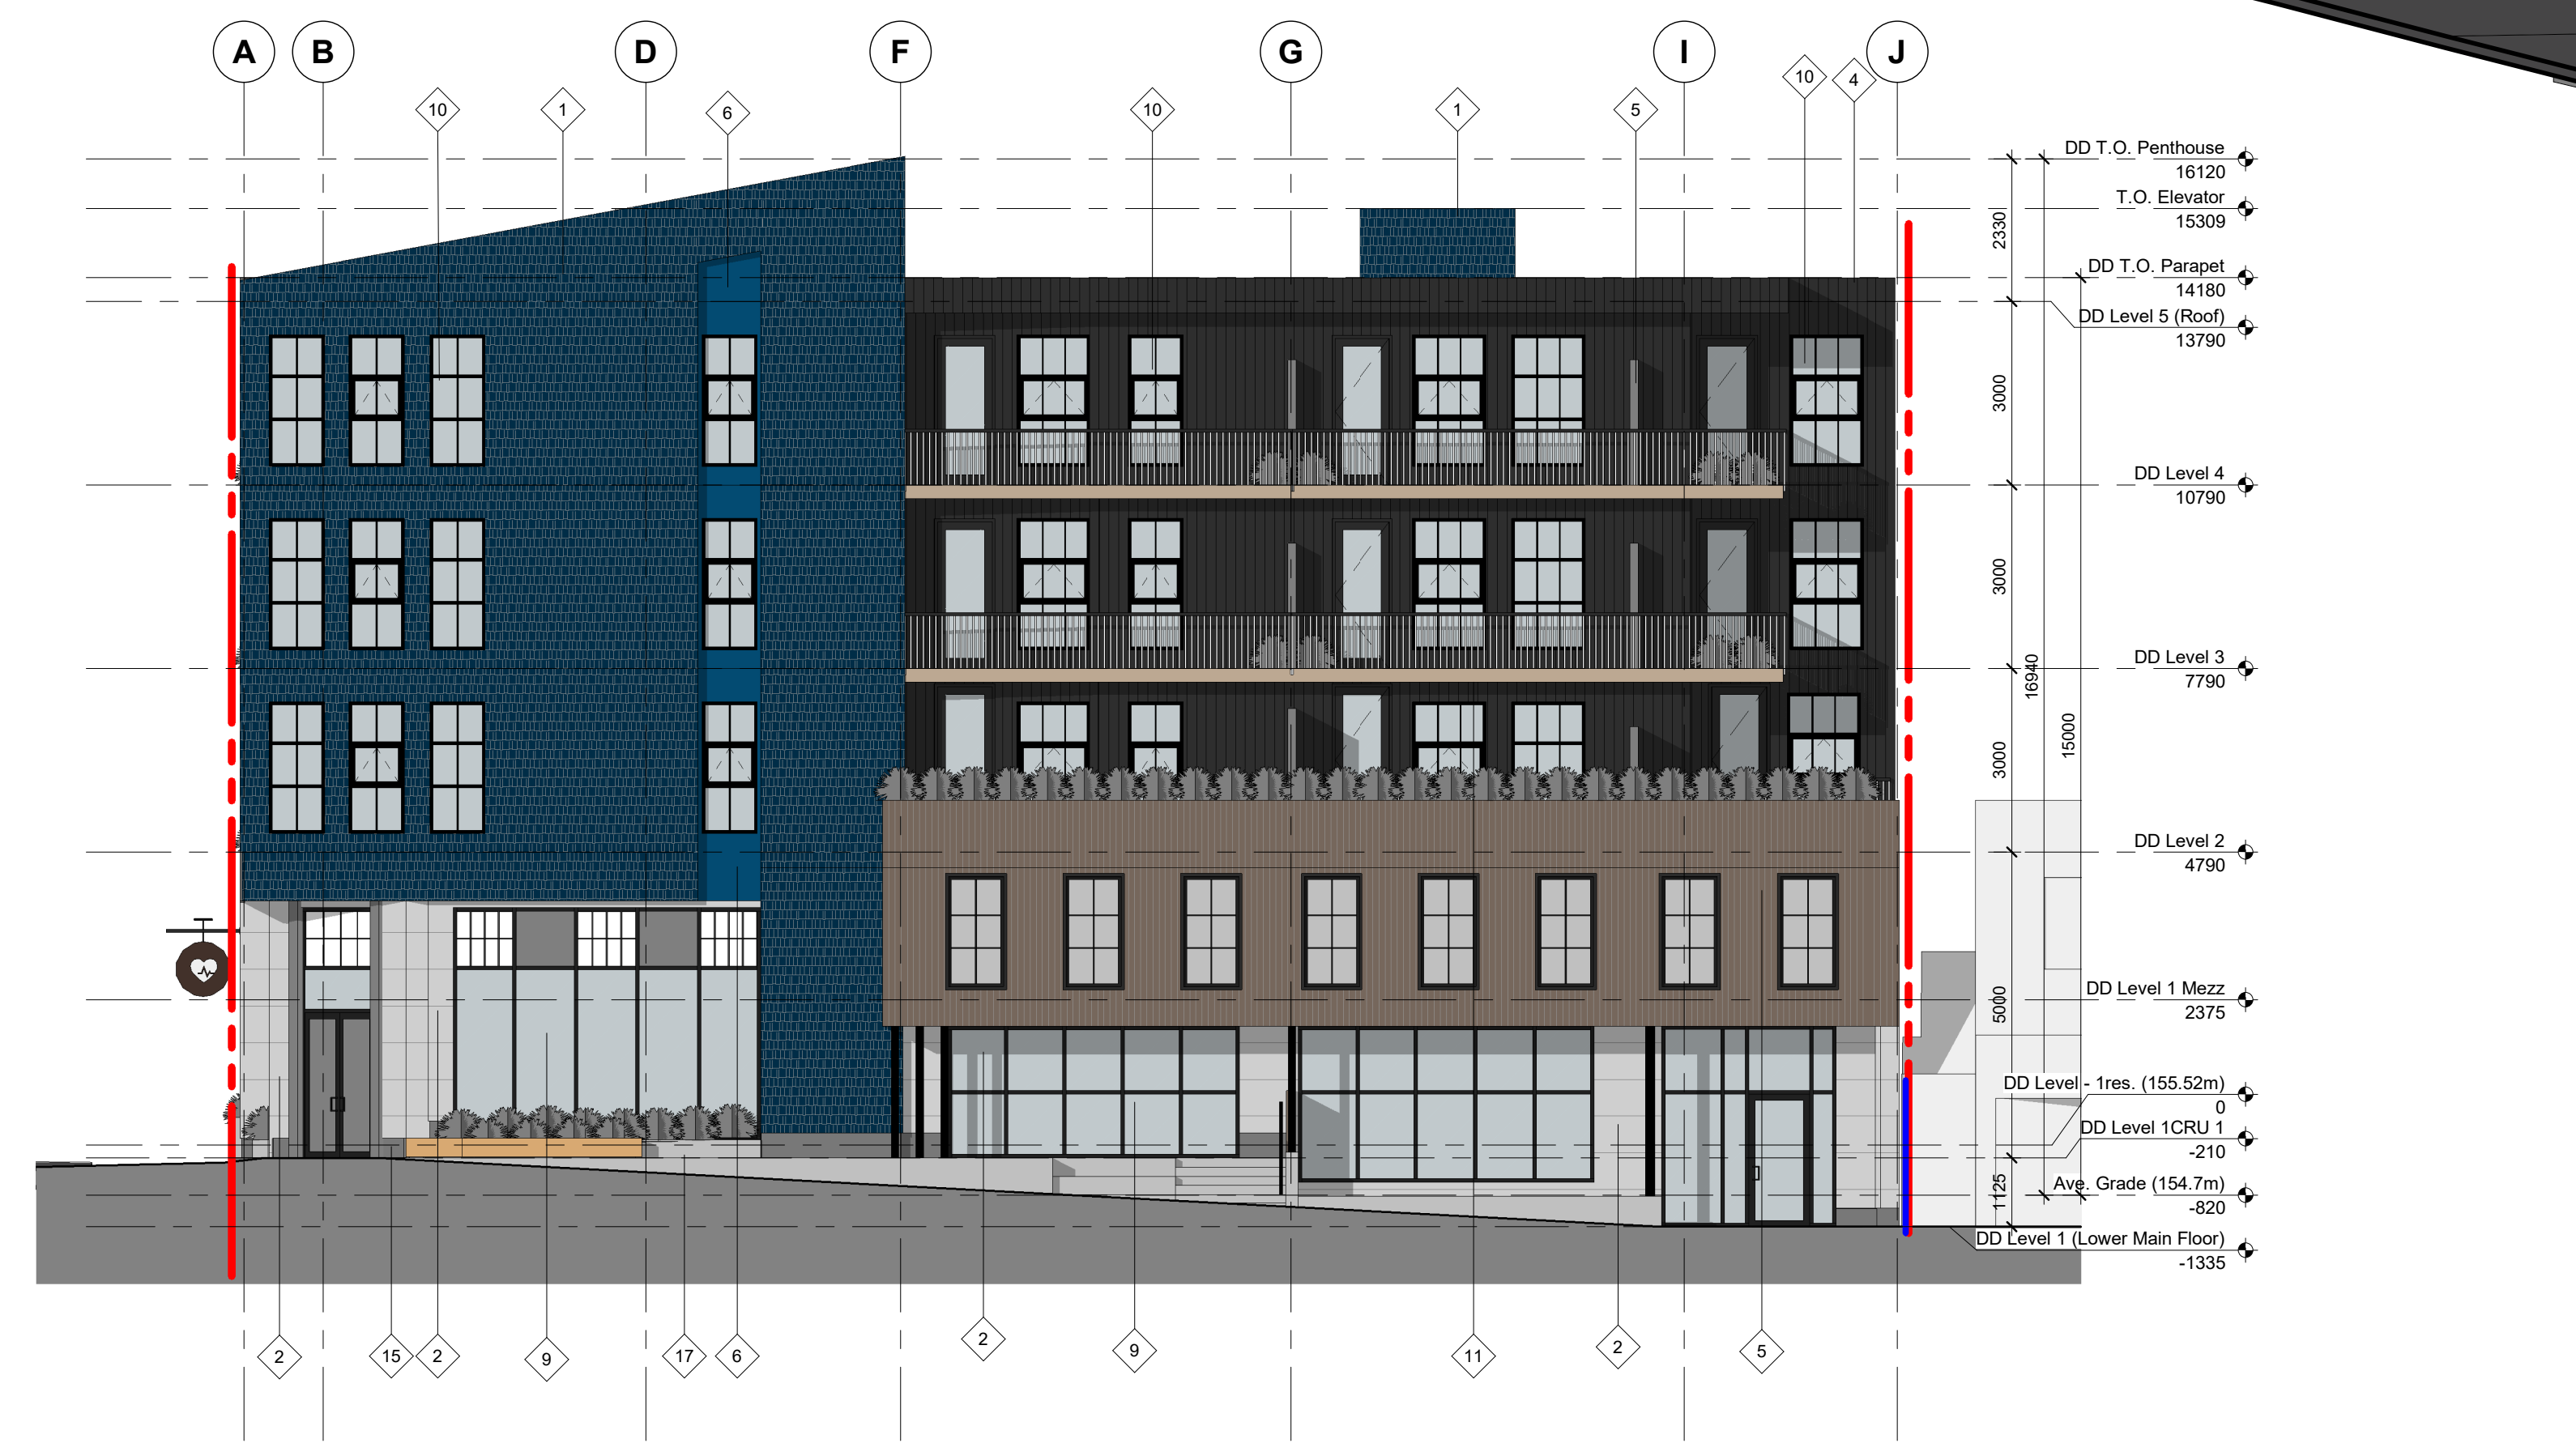 A B D F G I J
10 1 6 10 1 5 10 4
DD T.O. Penthouse
16120
T.O. Elevator
15309
2330
DD T.O. Parapet
14180
DD Level 5 (Roof)
13790
3000
DD Level 4
10790
3000
DD Level 3
7790
16940
15000
3000
DD Level 2
4790
DD Level 1 Mezz
2375
5000
DD Level - 1res. (155.52m)
0
DD Level 1CRU 1
-210
Ave. Grade (154.7m)
-820
1125
DD Level 1 (Lower Main Floor)
-1335
2 15 2 9 17 6 2 9 11 2 5